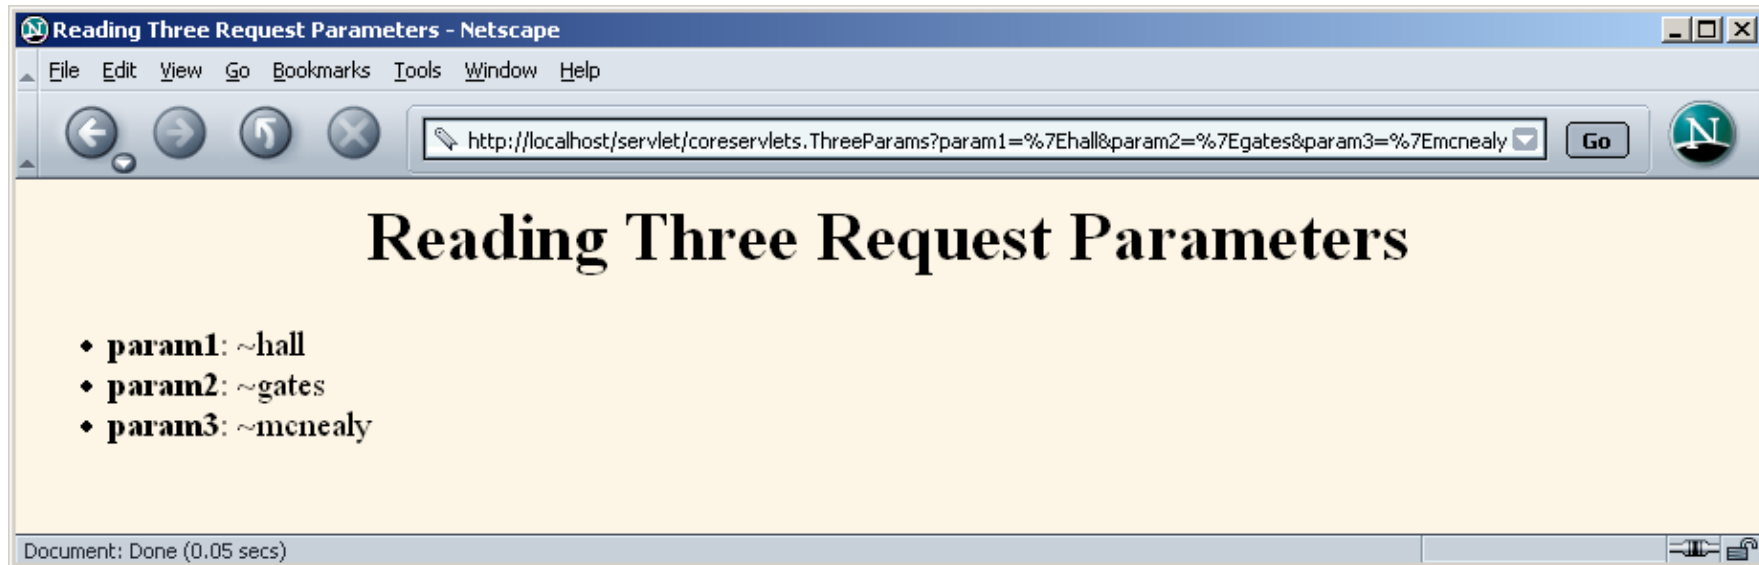 Reading Three Request Parameters - Netscape
File Edit View Go Bookmarks Tools Window Help
http://localhost/servlet/coreservlets.ThreeParams?param1=%7Ehall&param2=%7Egates&param3=%7Emcnealy Go N
Reading Three Request Parameters
• param1: ~hall
• param2: ~gates
• param3: ~mcnealy
Document: Done (0.05 secs)